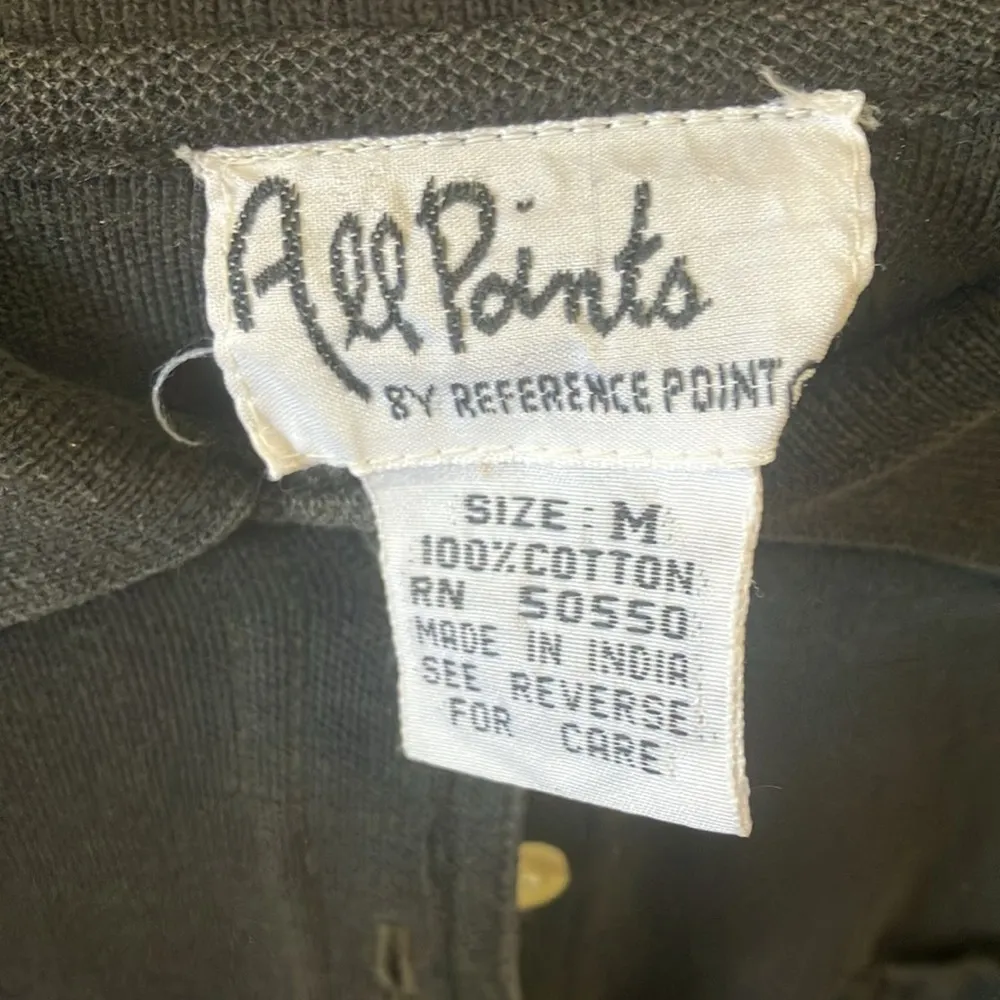 All Points
BY REFERENCE POINT
SIZE : M
100% COTTON
RN 50550
MADE IN INDIA
SEE REVERSE
FOR CARE